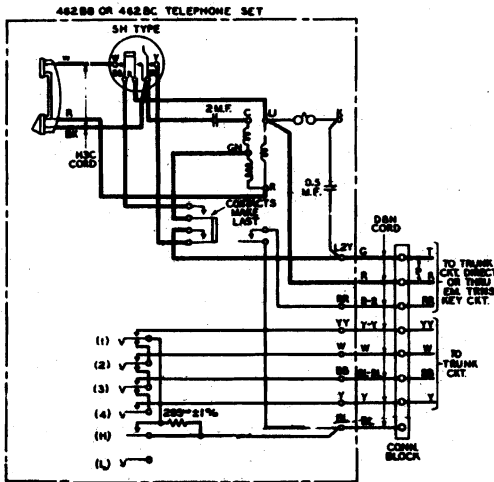 462BB OR 462BC TELEPHONE SET
5H TYPE
W
W
Y
BB
R
2 M.F.
C
U
K
R
BK
H3C
CORD
GN
R
0.5
M.F.
CONTACTS
MAKE
LAST
D8N
CORD
L2Y
G
T
R
R
TO TRUNK
CKT. DIRECT
OR THRU
EM. TRNS
KEY CKT.
BR
R-R
YY
Y-Y
YY
W
W
W
BB
BL-BL
BB
Y
Y
Y
TO
TRUNK
CKT.
BL
(1)
(2)
(3)
(4)
(H)
(L)
±1%
CONN.
BLOCK